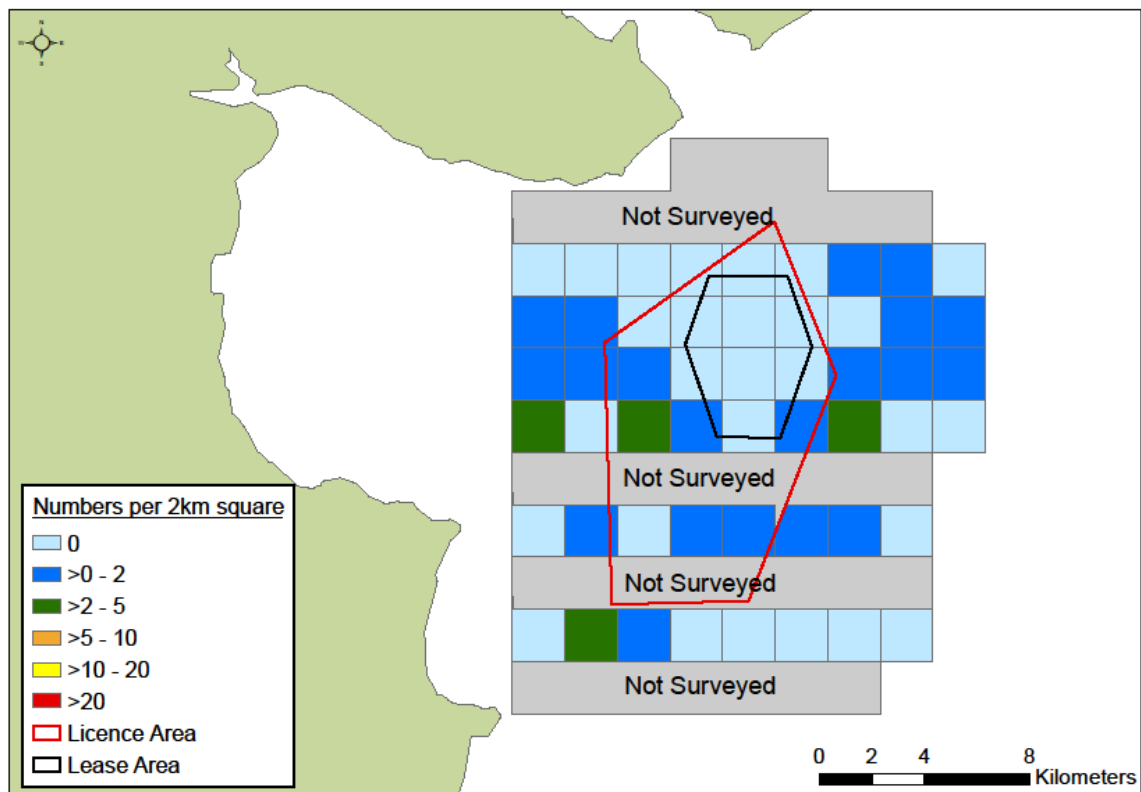 N
E
S
Not Surveyed
Not Surveyed
Not Surveyed
Not Surveyed
Numbers per 2km square
0
>0 - 2
>2 - 5
>5 - 10
>10 - 20
>20
Licence Area
Lease Area
0 2 4 8
Kilometers